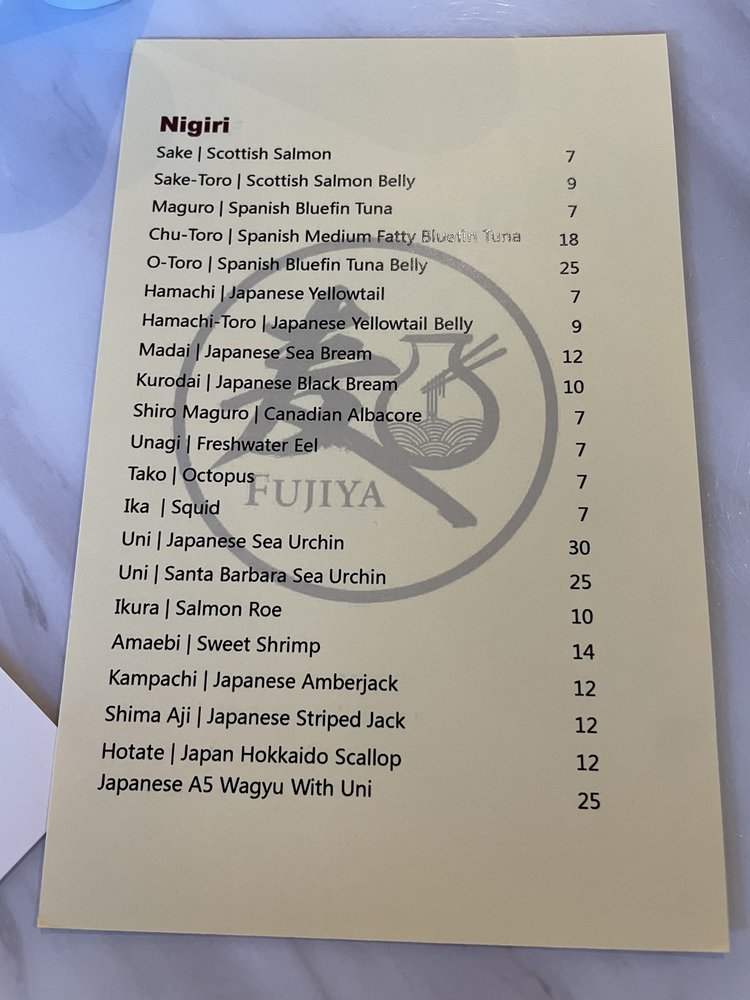 Nigiri
Sake | Scottish Salmon 7
Sake-Toro | Scottish Salmon Belly 9
Maguro | Spanish Bluefin Tuna 7
Chu-Toro | Spanish Medium Fatty Bluefin Tuna 18
O-Toro | Spanish Bluefin Tuna Belly 25
Hamachi | Japanese Yellowtail 7
Hamachi-Toro | Japanese Yellowtail Belly 9
Madai | Japanese Sea Bream 12
Kurodai | Japanese Black Bream 10
Shiro Maguro | Canadian Albacore 7
Unagi | Freshwater Eel 7
Tako | Octopus 7
Ika | Squid 7
Uni | Japanese Sea Urchin 30
Uni | Santa Barbara Sea Urchin 25
Ikura | Salmon Roe 10
Amaebi | Sweet Shrimp 14
Kampachi | Japanese Amberjack 12
Shima Aji | Japanese Striped Jack 12
Hotate | Japan Hokkaido Scallop 12
Japanese A5 Wagyu With Uni 25
FUJIYA